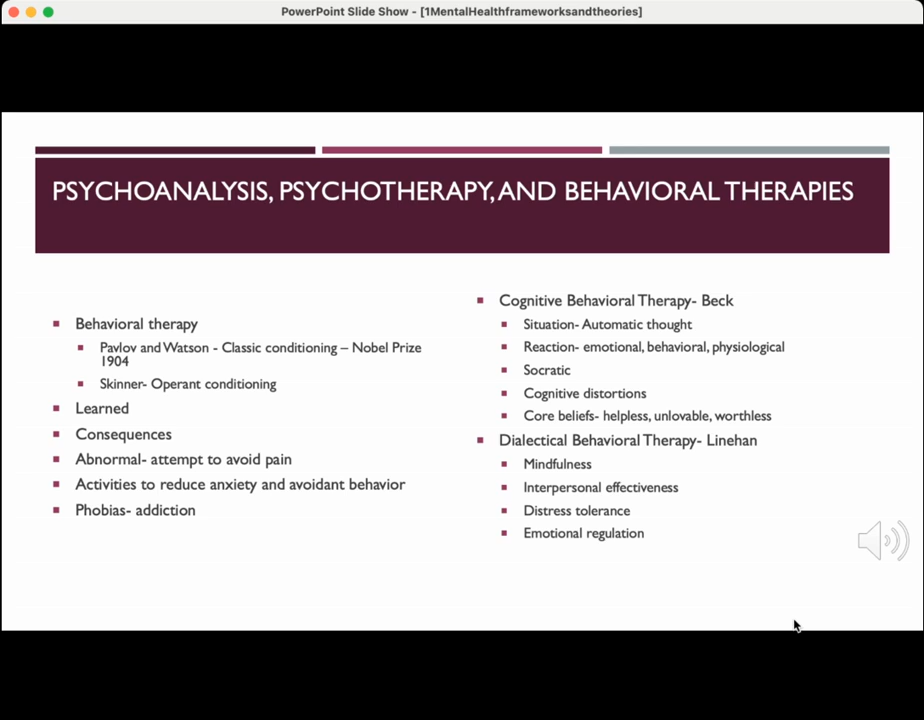 PowerPoint Slide Show - [1MentalHealthframeworksandtheories]
PSYCHOANALYSIS, PSYCHOTHERAPY, AND BEHAVIORAL THERAPIES
Behavioral therapy
Pavlov and Watson - Classic conditioning – Nobel Prize
1904
Skinner- Operant conditioning
Learned
Consequences
Abnormal- attempt to avoid pain
Activities to reduce anxiety and avoidant behavior
Phobias- addiction
Cognitive Behavioral Therapy- Beck
Situation- Automatic thought
Reaction- emotional, behavioral, physiological
Socratic
Cognitive distortions
Core beliefs- helpless, unlovable, worthless
Dialectical Behavioral Therapy- Linehan
Mindfulness
Interpersonal effectiveness
Distress tolerance
Emotional regulation